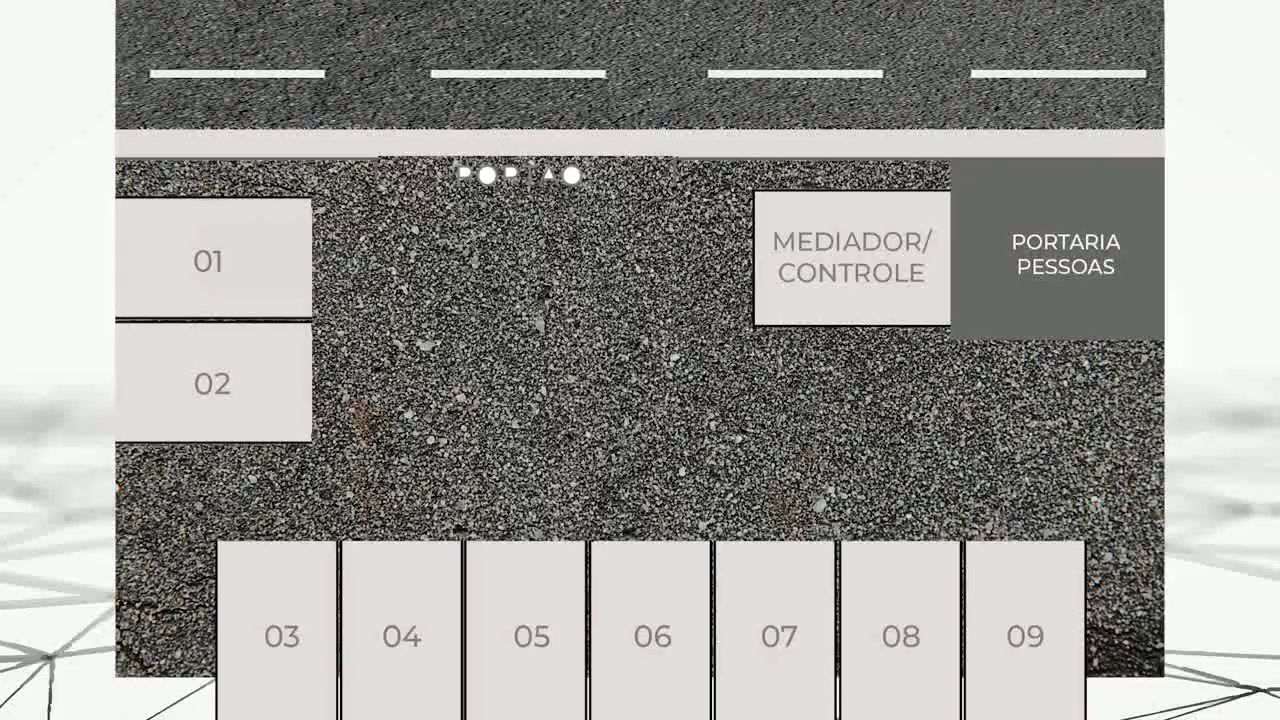 01
MEDIADOR/
CONTROLE
PORTARIA
PESSOAS
02
03 04 05 06 07 08 09